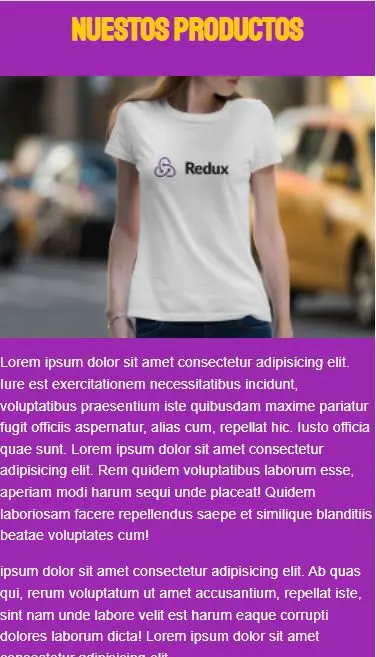 NUESTOS PRODUCTOS
Redux
Lorem ipsum dolor sit amet consectetur adipisicing elit.
Iure est exercitationem necessitatibus incidunt,
voluptatibus praesentium iste quibusdam maxime pariatur
fugit officiis aspernatur, alias cum, repellat hic. Iusto officia
quae sunt. Lorem ipsum dolor sit amet consectetur
adipisicing elit. Rem quidem voluptatibus laborum esse,
aperiam modi harum sequi unde placeat! Quidem
laboriosam facere repellendus saepe et similique blanditiis
beatae voluptates cum!
ipsum dolor sit amet consectetur adipisicing elit. Ab quas
qui, rerum voluptatum ut amet accusantium, repellat iste,
sint nam unde labore velit est harum eaque corrupti
dolores laborum dicta! Lorem ipsum dolor sit amet
consectetur adipisicing elit.